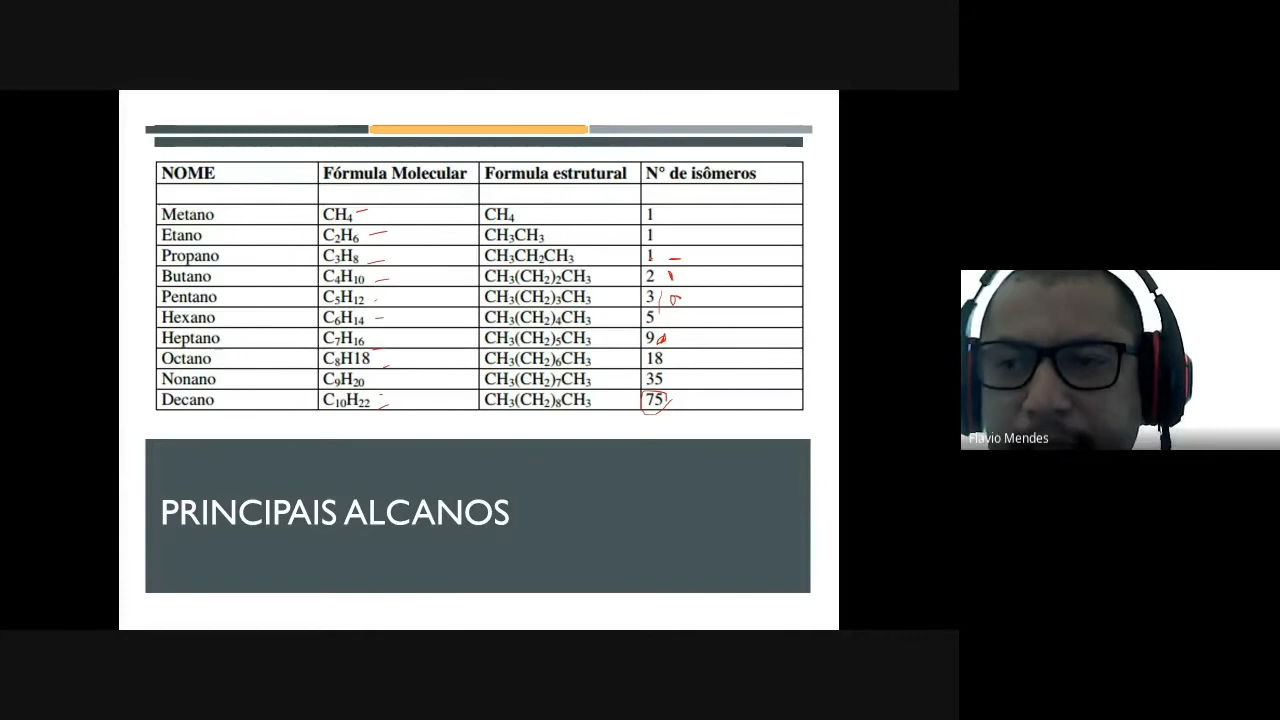 NOME Fórmula Molecular Formula estrutural N° de isômeros
Metano CH₄ CH₄ 1
Etano C₂H₆ CH₃CH₃ 1
Propano C₃H₈ CH₃CH₂CH₃ 1
Butano C₄H₁₀ CH₃(CH₂)₂CH₃ 2
Pentano C₅H₁₂ CH₃(CH₂)₃CH₃ 3
Hexano C₆H₁₄ CH₃(CH₂)₄CH₃ 5
Heptano C₇H₁₆ CH₃(CH₂)₅CH₃ 9
Octano C₈H18 CH₃(CH₂)₆CH₃ 18
Nonano C₉H₂₀ CH₃(CH₂)₇CH₃ 35
Decano C₁₀H₂₂ CH₃(CH₂)₈CH₃ 75
PRINCIPAIS ALCANOS
Flavio Mendes